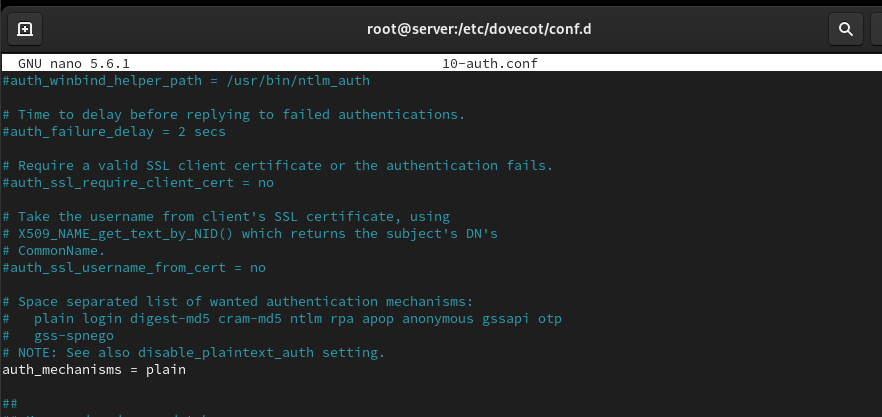 root@server:/etc/dovecot/conf.d
GNU nano 5.6.1 10-auth.conf
#auth_winbind_helper_path = /usr/bin/ntlm_auth
# Time to delay before replying to failed authentications.
#auth_failure_delay = 2 secs
# Require a valid SSL client certificate or the authentication fails.
#auth_ssl_require_client_cert = no
# Take the username from client's SSL certificate, using
# X509_NAME_get_text_by_NID() which returns the subject's DN's
# CommonName.
#auth_ssl_username_from_cert = no
# Space separated list of wanted authentication mechanisms:
#   plain login digest-md5 cram-md5 ntlm rpa apop anonymous gssapi otp
#   gss-spnego
# NOTE: See also disable_plaintext_auth setting.
auth_mechanisms = plain
##